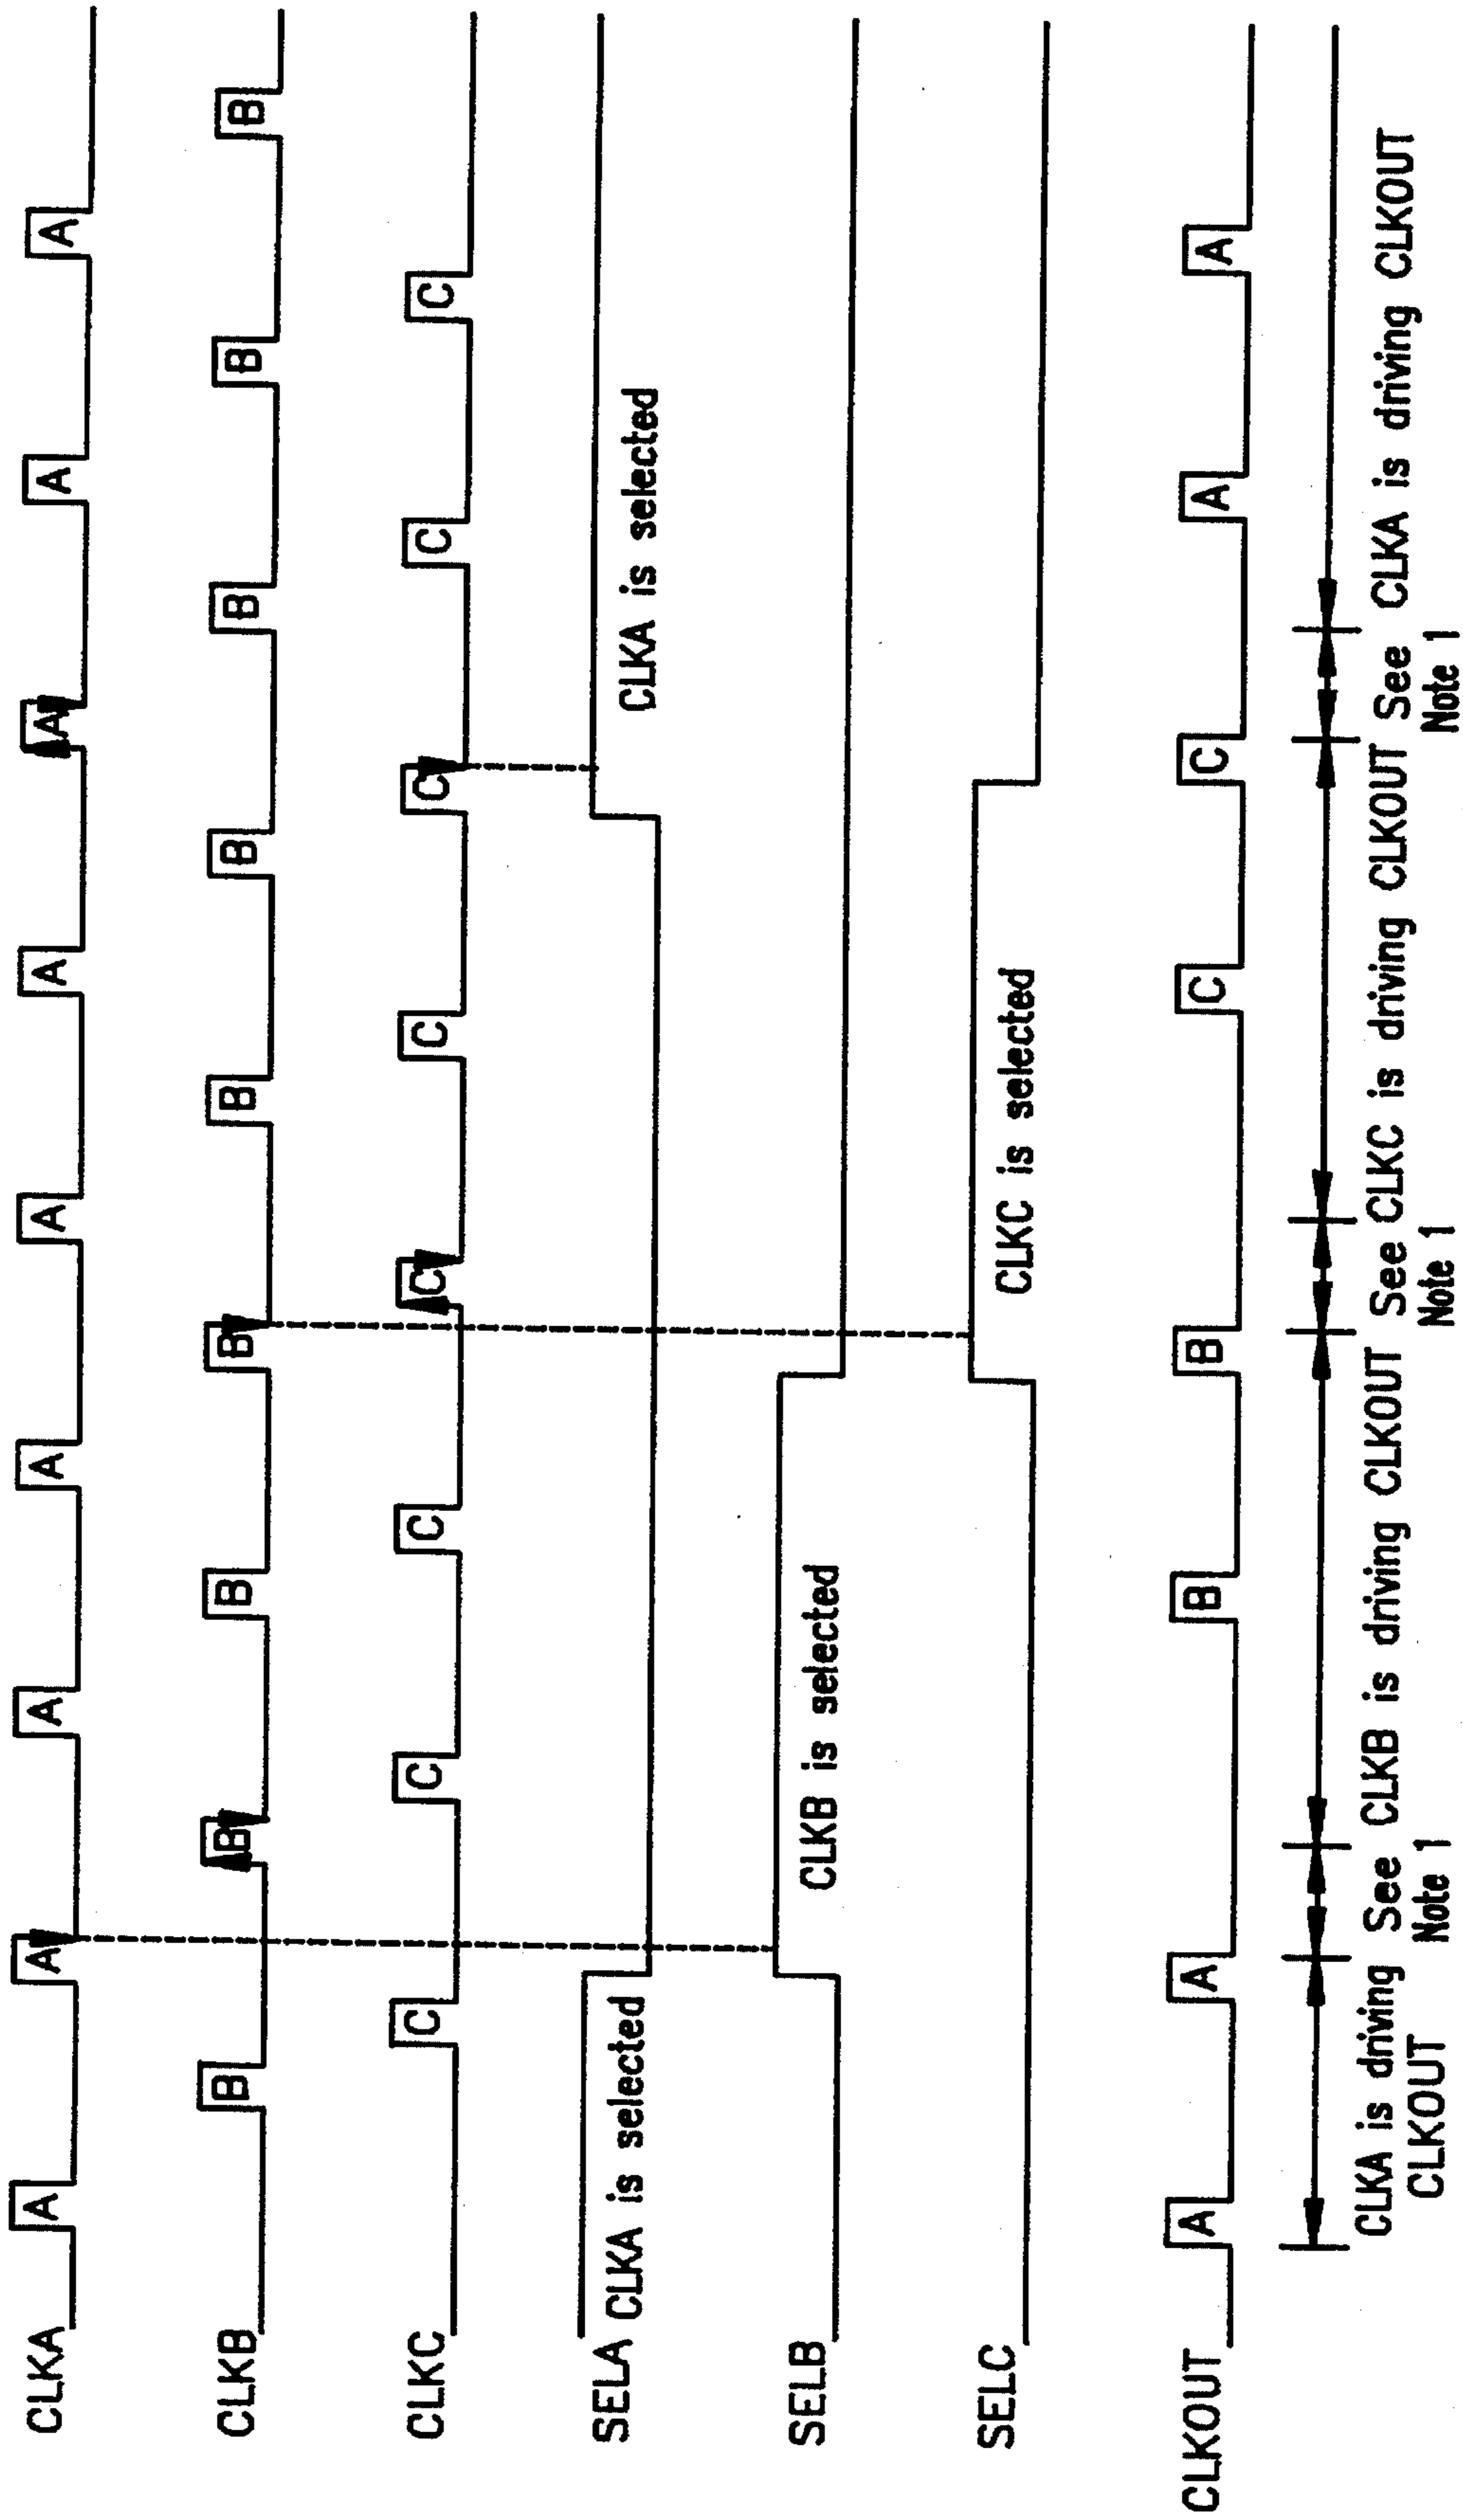 CLKA A A A A A A A A A
CLKB B B B B B B B B B
CLKC C C C C C C C C
SELA CLKA is selected CLKA is selected
SELB CLKB is selected
SELC CLKC is selected
CLKOUT A A B B C C A A
CLKA is driving CLKOUT
See Note 1
CLKB is driving CLKOUT
See Note 1
CLKC is driving CLKOUT
See Note 1
CLKA is driving CLKOUT